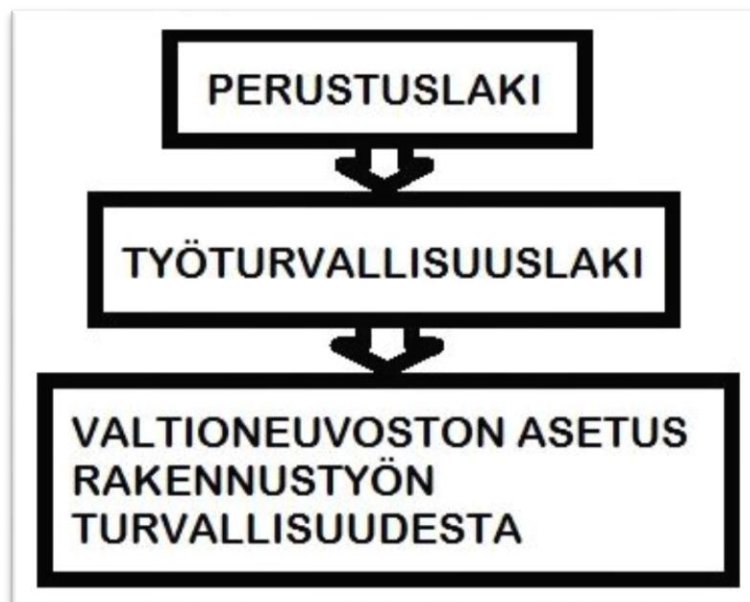 PERUSTUSLAKI
TYÖTURVALLISUUSLAKI
VALTIONEUVOSTON ASETUS
RAKENNUSTYÖN
TURVALLISUUDESTA